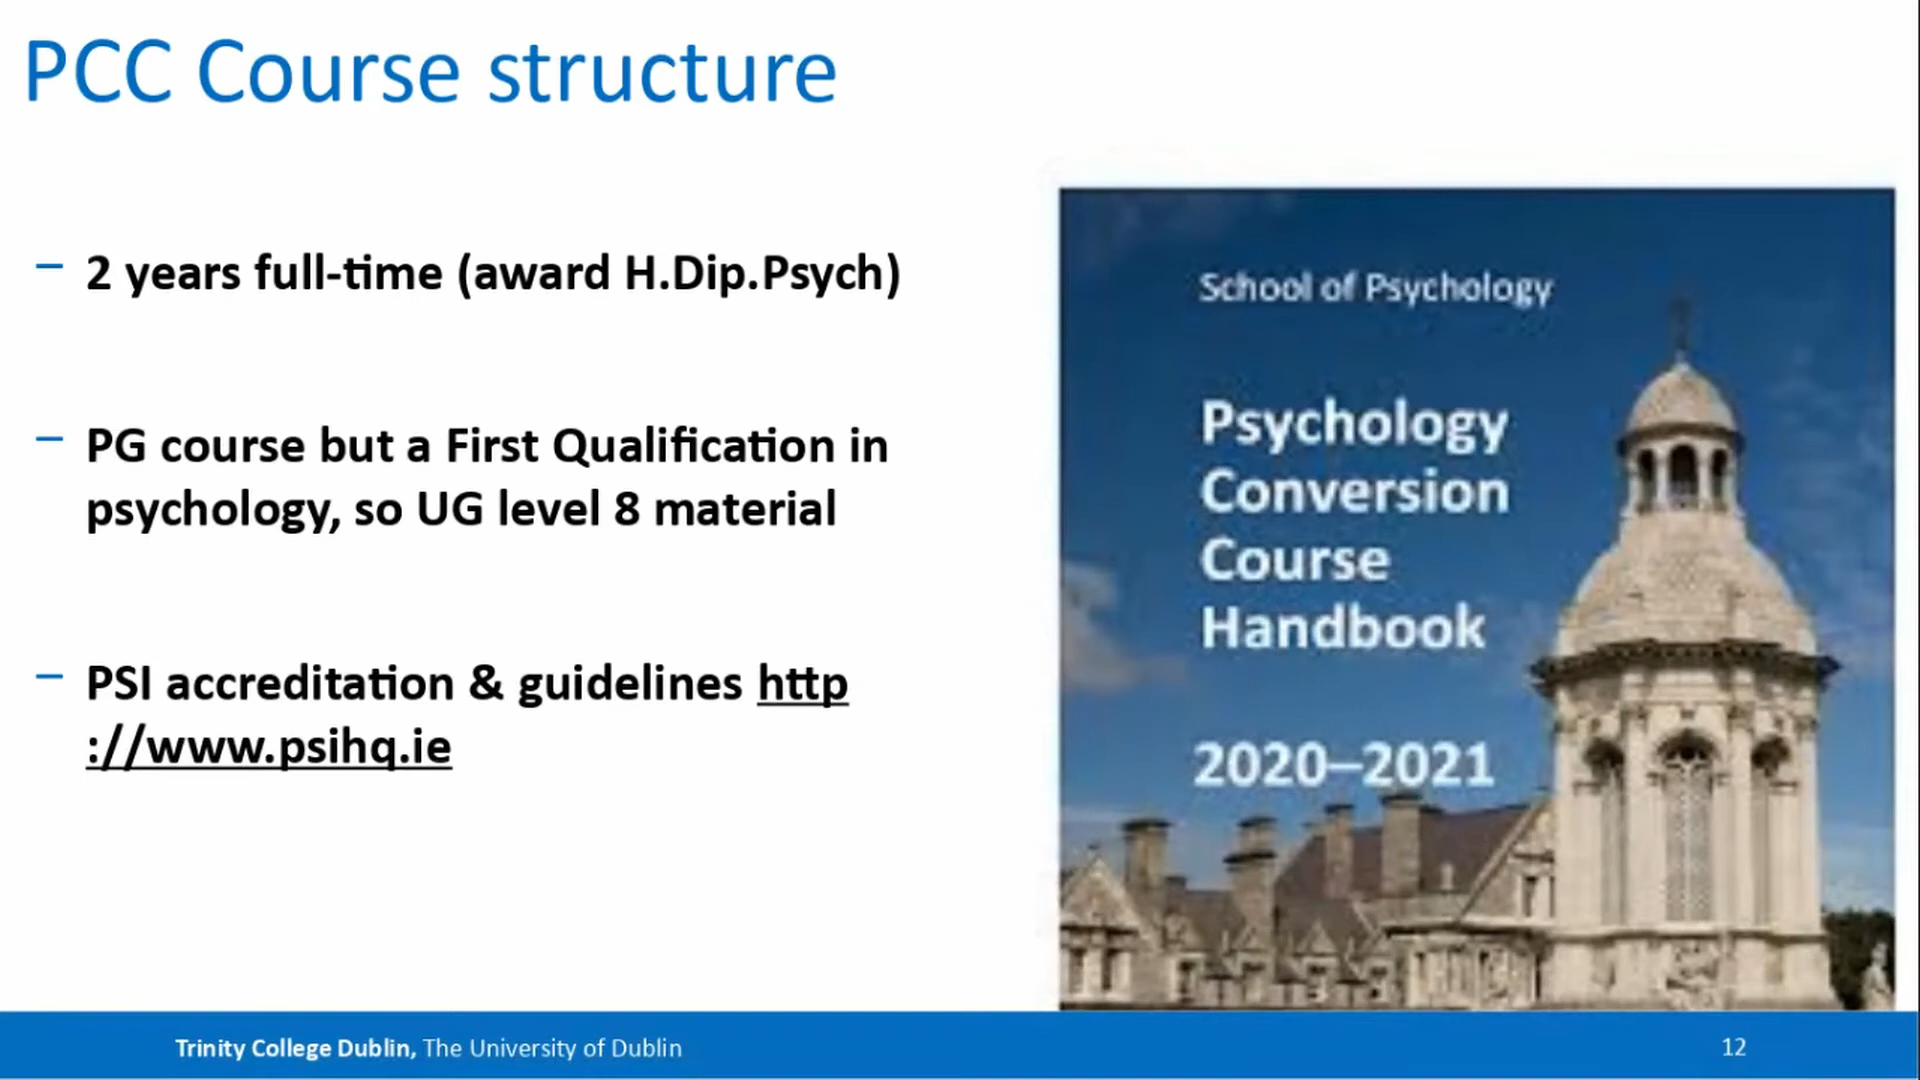 PCC Course structure
– 2 years full-time (award H.Dip.Psych)
– PG course but a First Qualification in
psychology, so UG level 8 material
– PSI accreditation & guidelines http
://www.psihq.ie
School of Psychology
Psychology
Conversion
Course
Handbook
2020–2021
Trinity College Dublin, The University of Dublin
12